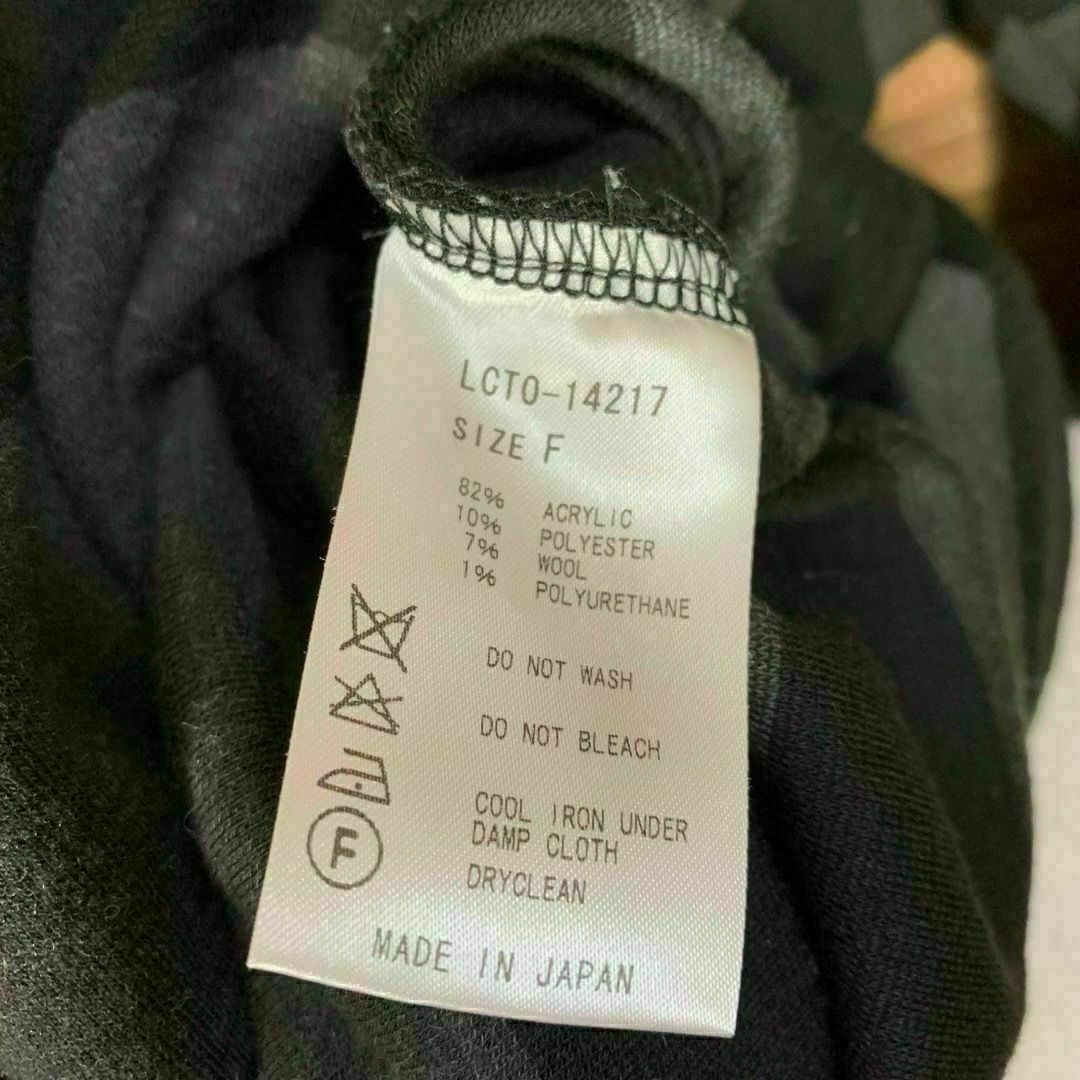 LCTO-14217
SIZE F
82% ACRYLIC
10% POLYESTER
7% WOOL
1% POLYURETHANE
DO NOT WASH
DO NOT BLEACH
COOL IRON UNDER
DAMP CLOTH
F
DRYCLEAN
MADE IN JAPAN